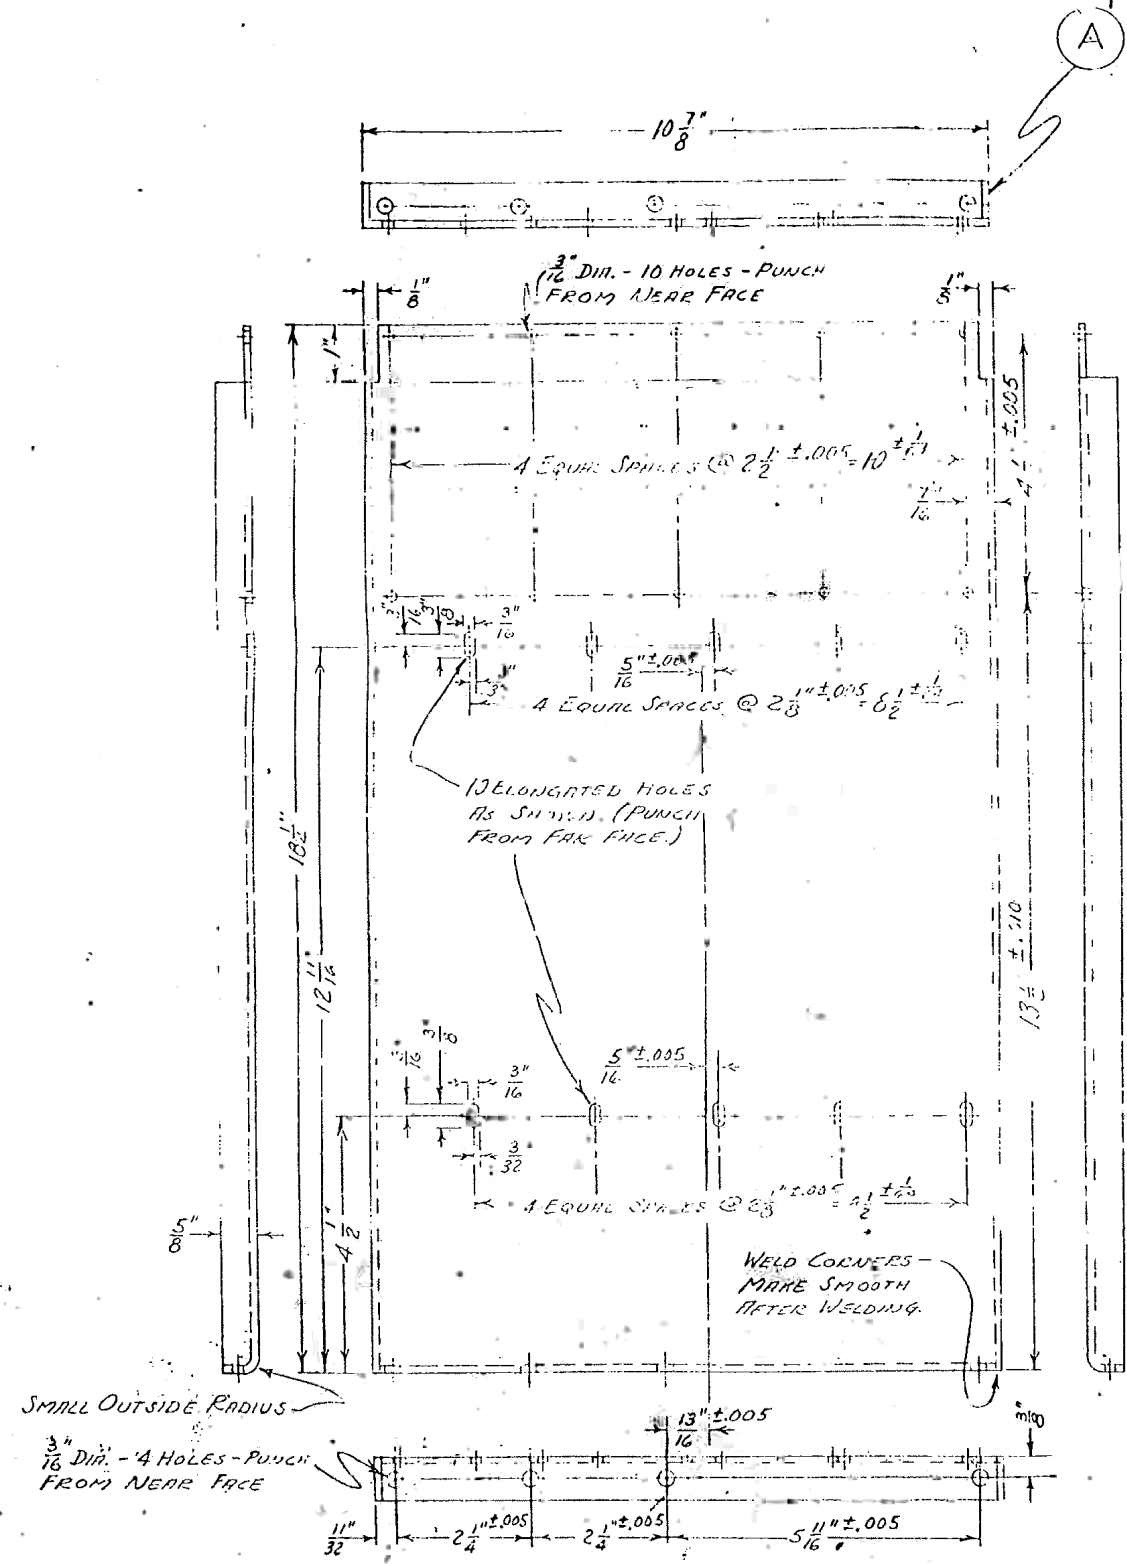 A
10 7/8"
3/16" DIA. - 10 HOLES - PUNCH
FROM NEAR FACE
1/8"
1/8"
1"
±.005
4 EQUAL SPACES @ 2 1/2 ±.005 = 10
7/16"
3/8"
3/16"
5/16" ±.005
4 EQUAL SPACES @ 2 1/8" ±.005 =
ELONGATED HOLES
AS SHOWN. (PUNCH
FROM FAR FACE.)
18 1/2"
12 11/16"
13
3/8
3/16"
5/16 ±.005
3/32
4 EQUAL SPACES @
±.005
4 1/2"
5/8"
WELD CORNERS
MAKE SMOOTH
AFTER WELDING.
SMALL OUTSIDE RADIUS
3/16" DIA. - 4 HOLES - PUNCH
FROM NEAR FACE
13/16" ±.005
3/8"
11/32"
2 1/4" ±.005
2 1/4" ±.005
5 11/16" ±.005